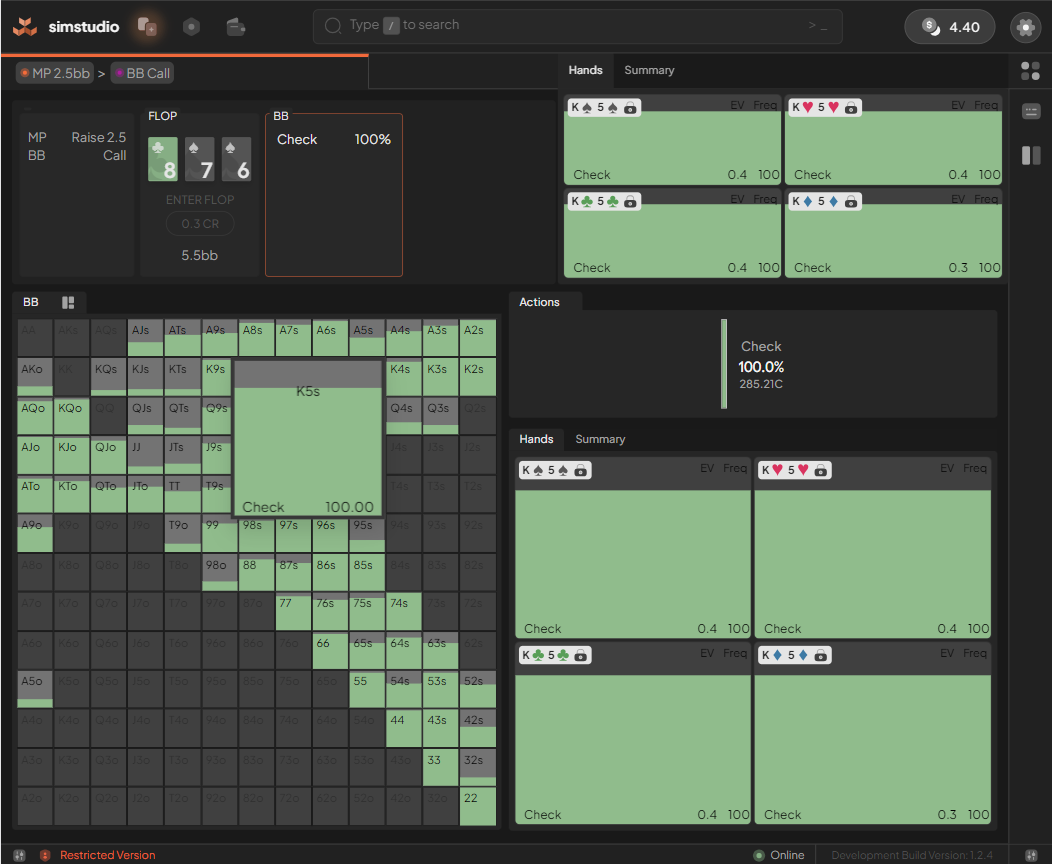 simstudio
Type / to search
> _
4.40
MP 2.5bb > BB Call
Hands Summary
MP Raise 2.5
BB Call
FLOP
8 7 6
ENTER FLOP
0.3 CR
5.5bb
BB
Check 100%
K♠ 5♠ EV Freq
Check 0.4 100
K♥ 5♥ EV Freq
Check 0.4 100
K♣ 5♣ EV Freq
Check 0.4 100
K♦ 5♦ EV Freq
Check 0.3 100
BB
AA AKs AQs AJs ATs A9s A8s A7s A6s A5s A4s A3s A2s
AKo KK KQs KJs KTs K9s K4s K3s K2s
AQo KQo QQ QJs QTs Q9s Q4s Q3s Q2s
AJo KJo QJo JJ JTs J9s J4s J3s J2s
ATo KTo QTo JTo TT T9s T4s T3s T2s
A9o K9o Q9o J9o T9o 99 98s 97s 96s 95s 94s 93s 92s
A8o K8o Q8o J8o T8o 98o 88 87s 86s 85s 84s 83s 82s
A7o K7o Q7o J7o T7o 97o 87o 77 76s 75s 74s 73s 72s
A6o K6o Q6o J6o T6o 96o 86o 76o 66 65s 64s 63s 62s
A5o K5o Q5o J5o T5o 95o 85o 75o 65o 55 54s 53s 52s
A4o K4o Q4o J4o T4o 94o 84o 74o 64o 54o 44 43s 42s
A3o K3o Q3o J3o T3o 93o 83o 73o 63o 53o 43o 33 32s
A2o K2o Q2o J2o T2o 92o 82o 72o 62o 52o 42o 32o 22
K5s
Check 100.00
Actions
Check
100.0%
285.21C
Hands Summary
K♠ 5♠ EV Freq
Check 0.4 100
K♥ 5♥ EV Freq
Check 0.4 100
K♣ 5♣ EV Freq
Check 0.4 100
K♦ 5♦ EV Freq
Check 0.3 100
Restricted Version
Online
Development Build Version: 1.2.4